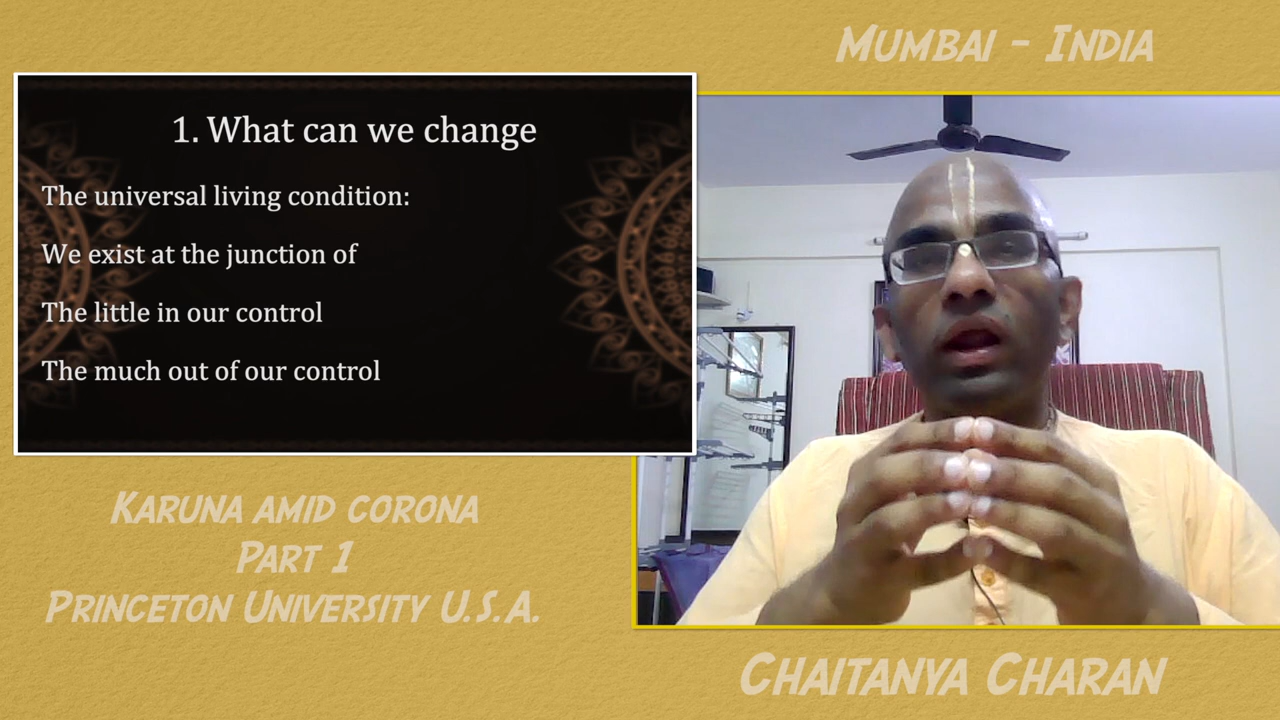 Mumbai - India
1. What can we change
The universal living condition:
We exist at the junction of
The little in our control
The much out of our control
Karuna amid corona
Part 1
Princeton University U.S.A.
Chaitanya Charan